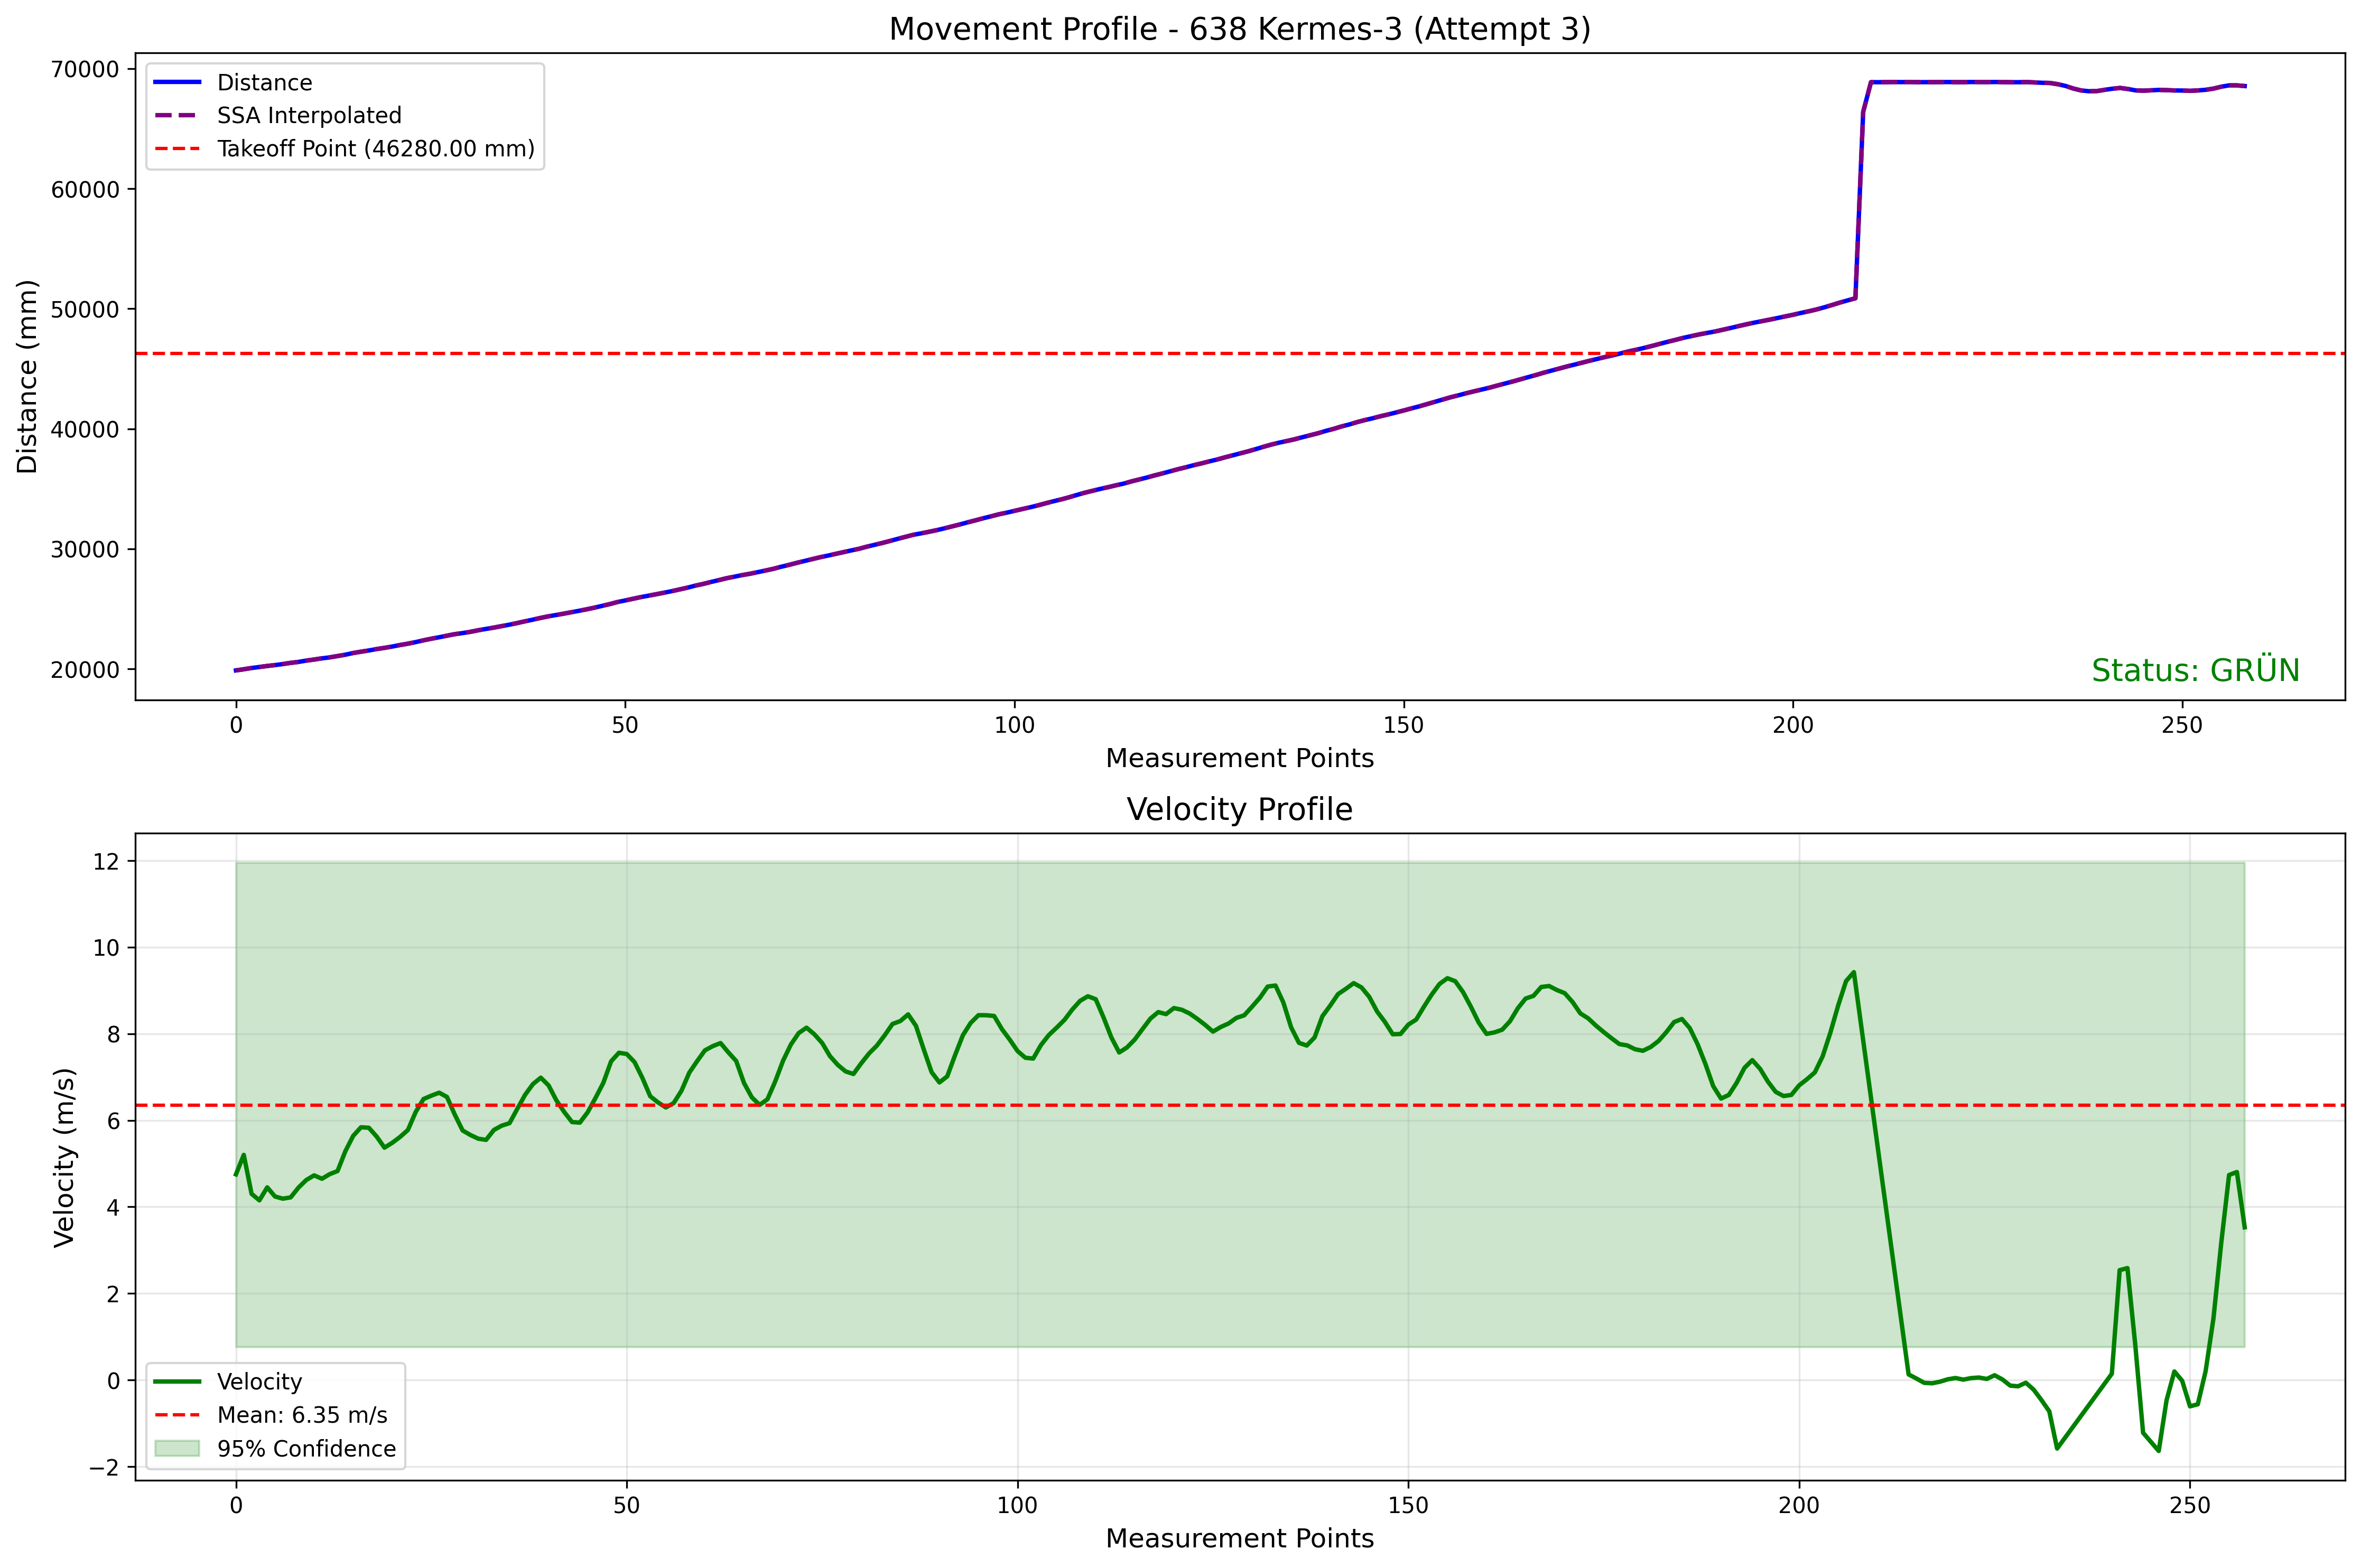 Movement Profile - 638 Kermes-3 (Attempt 3)
Distance (mm)
70000
60000
50000
40000
30000
20000
Distance
SSA Interpolated
Takeoff Point (46280.00 mm)
Status: GRÜN
0 50 100 150 200 250
Measurement Points
Velocity Profile
Velocity (m/s)
12
10
8
6
4
2
0
−2
Velocity
Mean: 6.35 m/s
95% Confidence
0 50 100 150 200 250
Measurement Points